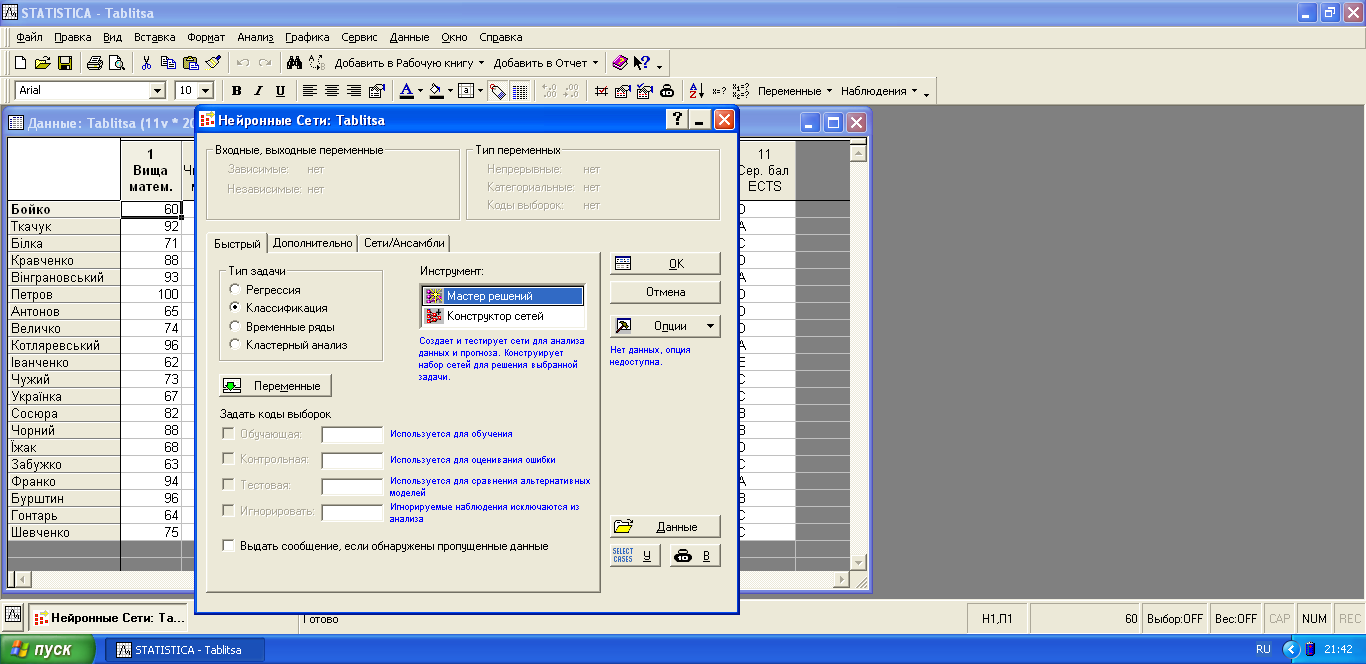 STATISTICA - Tablitsa
Файл Правка Вид Вставка Формат Анализ Графика Сервис Данные Окно Справка
Добавить в Рабочую книгу Добавить в Отчет
Arial 10 B I U Переменные Наблюдения
Данные: Tablitsa (11v * 20
Нейронные Сети: Tablitsa
Входные, выходные переменные
Зависимые: нет
Независимые: нет
Тип переменных
Непрерывные: нет
Категориальные: нет
Коды выборок: нет
Быстрый Дополнительно Сети/Ансамбли
Тип задачи
Регрессия
Классификация
Временные ряды
Кластерный анализ
Инструмент:
Мастер решений
Конструктор сетей
Создает и тестирует сети для анализа
данных и прогноза. Конструирует
набор сетей для решения выбранной
задачи.
Переменные
Задать коды выборок
Обучающая: Используется для обучения
Контрольная: Используется для оценивания ошибки
Тестовая: Используется для сравнения альтернативных
моделей
Игнорировать: Игнорируемые наблюдения исключаются из
анализа
Выдать сообщение, если обнаружены пропущенные данные
OK
Отмена
Опции
Нет данных, опция
недоступна.
Данные
SELECT
CASES У В
1
Вища
матем.
11
Сер. бал
ECTS
Бойко 60 D
Ткачук 92 A
Білка 71 C
Кравченко 88 D
Вінграновський 93 A
Петров 100 D
Антонов 65 D
Величко 74 D
Котляревський 96 A
Іванченко 62 E
Чужий 73 C
Українка 67 C
Сосюра 82 B
Чорний 88 B
Їжак 68 C
Забужко 63 C
Франко 94 A
Бурштин 96 B
Гонтарь 64 C
Шевченко 75 C
Нейронные Сети: Та... Готово Н1,П1 60 Выбор:OFF Вес:OFF CAP NUM REC
пуск STATISTICA - Tablitsa RU 21:42